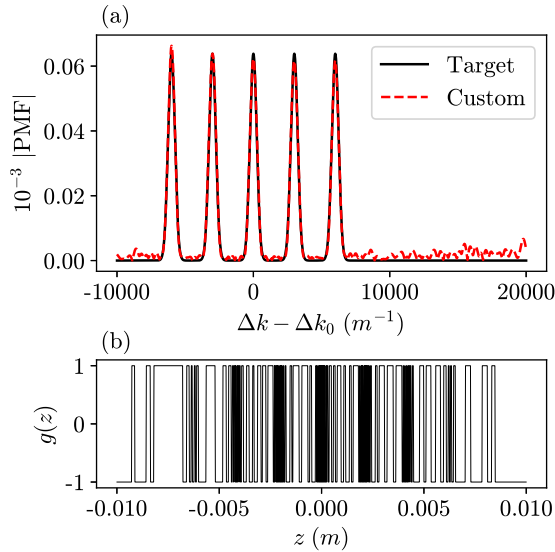 (a)
10⁻³ |PMF|
0.06
0.04
0.02
0.00
Target
Custom
-10000
0
10000
20000
Δk − Δk₀ (m⁻¹)
(b)
g(z)
1
0
-1
-0.010
-0.005
0.000
0.005
0.010
z (m)